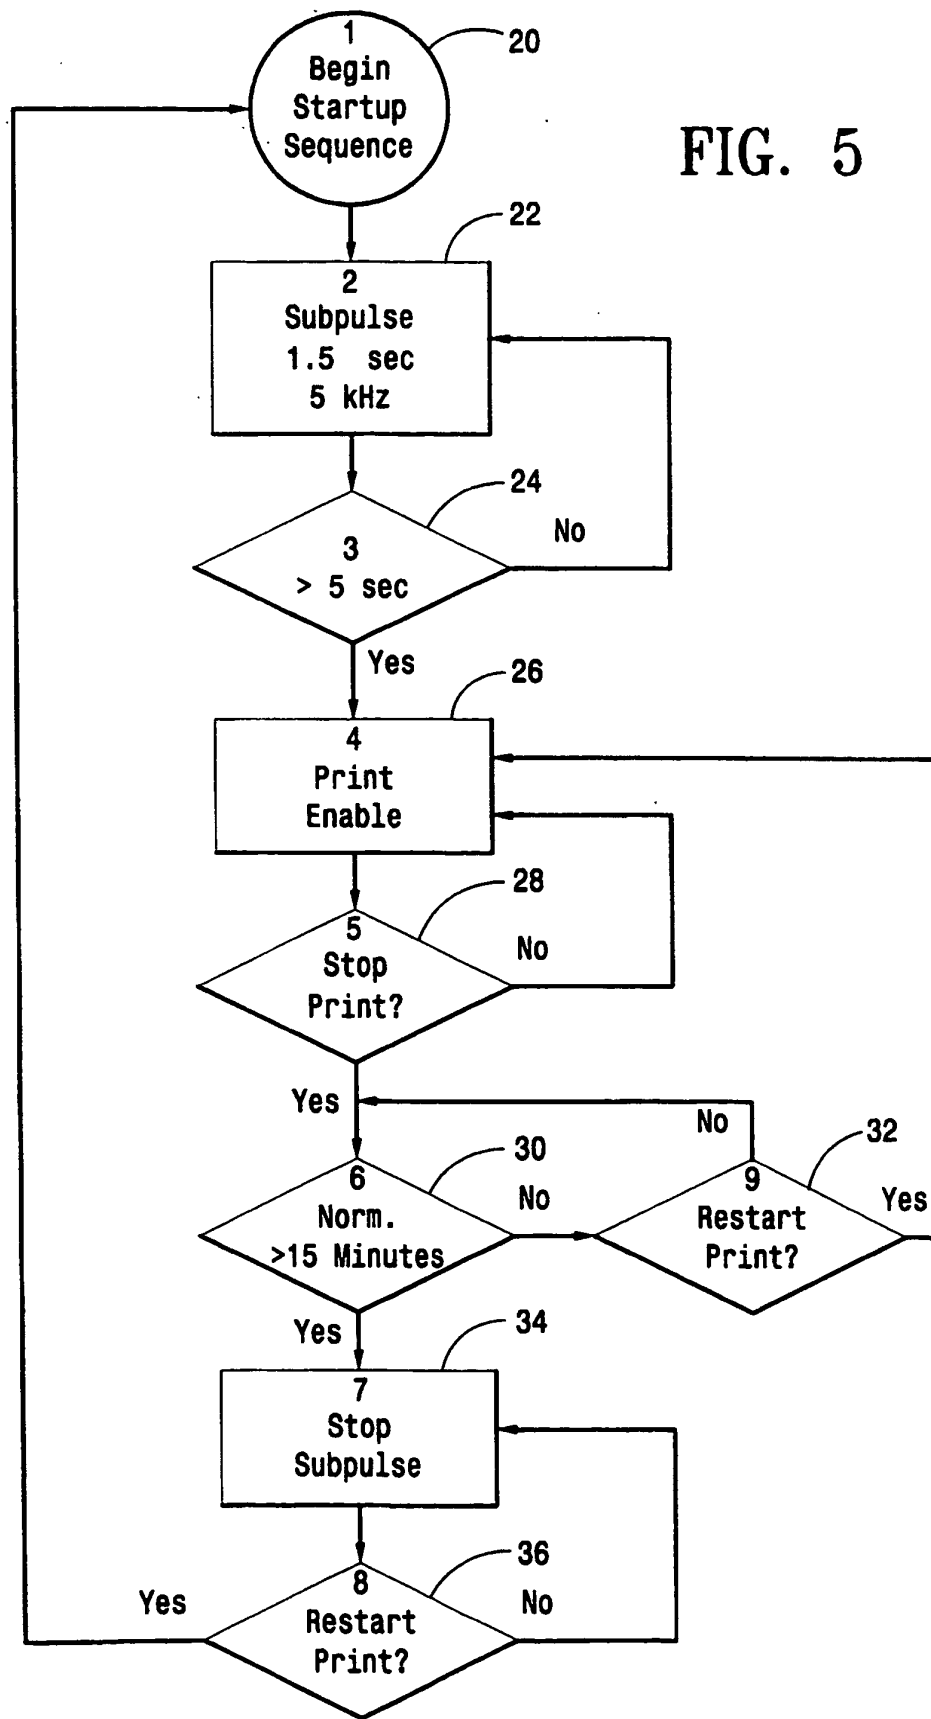 1
Begin
Startup
Sequence
20
FIG. 5
22
2
Subpulse
1.5 sec
5 kHz
24
3
> 5 sec
No
Yes
26
4
Print
Enable
28
5
Stop
Print?
No
Yes
No
32
30
6
Norm.
>15 Minutes
No
9
Restart
Print?
Yes
Yes
34
7
Stop
Subpulse
36
8
Restart
Print?
Yes
No